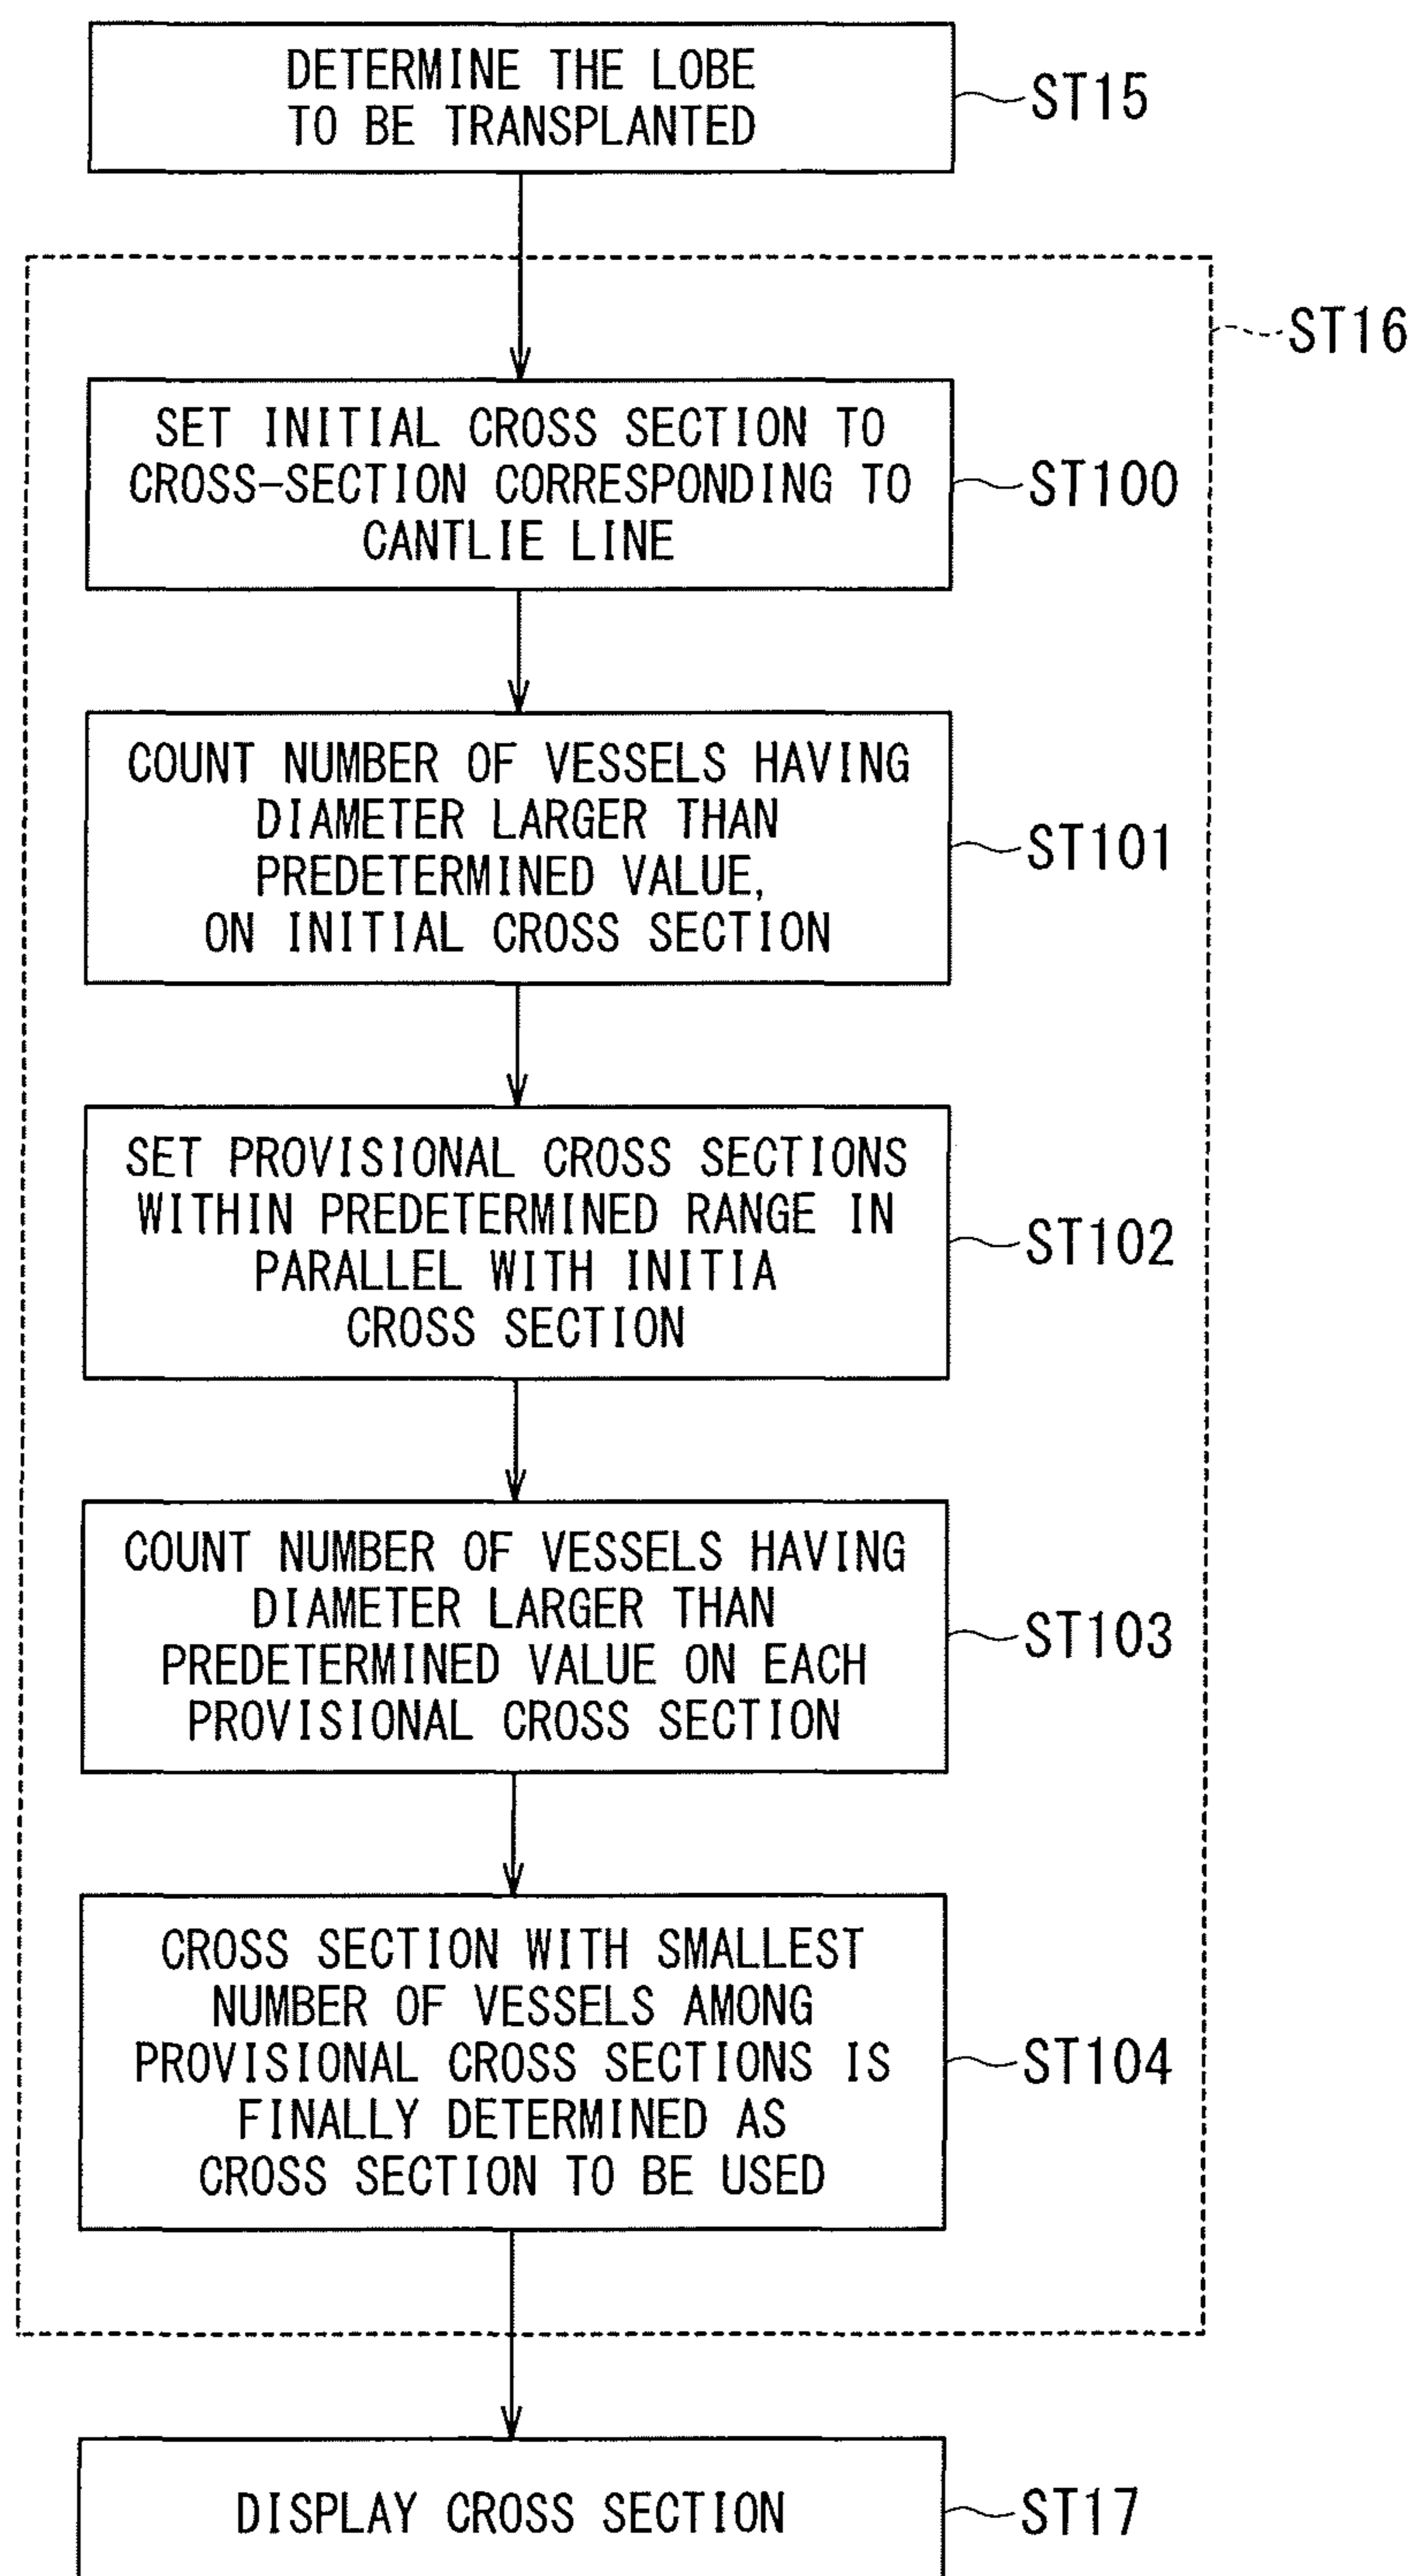 DETERMINE THE LOBE
TO BE TRANSPLANTED
ST15
ST16
SET INITIAL CROSS SECTION TO
CROSS-SECTION CORRESPONDING TO
CANTLIE LINE
ST100
COUNT NUMBER OF VESSELS HAVING
DIAMETER LARGER THAN
PREDETERMINED VALUE,
ON INITIAL CROSS SECTION
ST101
SET PROVISIONAL CROSS SECTIONS
WITHIN PREDETERMINED RANGE IN
PARALLEL WITH INITIA
CROSS SECTION
ST102
COUNT NUMBER OF VESSELS HAVING
DIAMETER LARGER THAN
PREDETERMINED VALUE ON EACH
PROVISIONAL CROSS SECTION
ST103
CROSS SECTION WITH SMALLEST
NUMBER OF VESSELS AMONG
PROVISIONAL CROSS SECTIONS IS
FINALLY DETERMINED AS
CROSS SECTION TO BE USED
ST104
DISPLAY CROSS SECTION
ST17